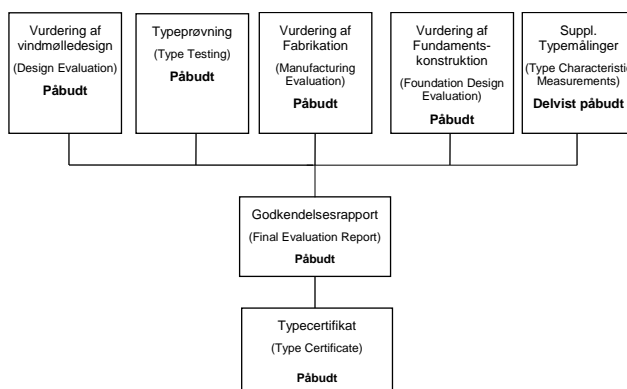 Vurdering af
vindmølledesign
(Design Evaluation)
Påbudt
Typeprøvning
(Type Testing)
Påbudt
Vurdering af
Fabrikation
(Manufacturing
Evaluation)
Påbudt
Vurdering af
Fundaments-
konstruktion
(Foundation Design
Evaluation)
Påbudt
Suppl.
Typemålinger
(Type Characteristic
Measurements)
Delvist påbudt
Godkendelsesrapport
(Final Evaluation Report)
Påbudt
Typecertifikat
(Type Certificate)
Påbudt